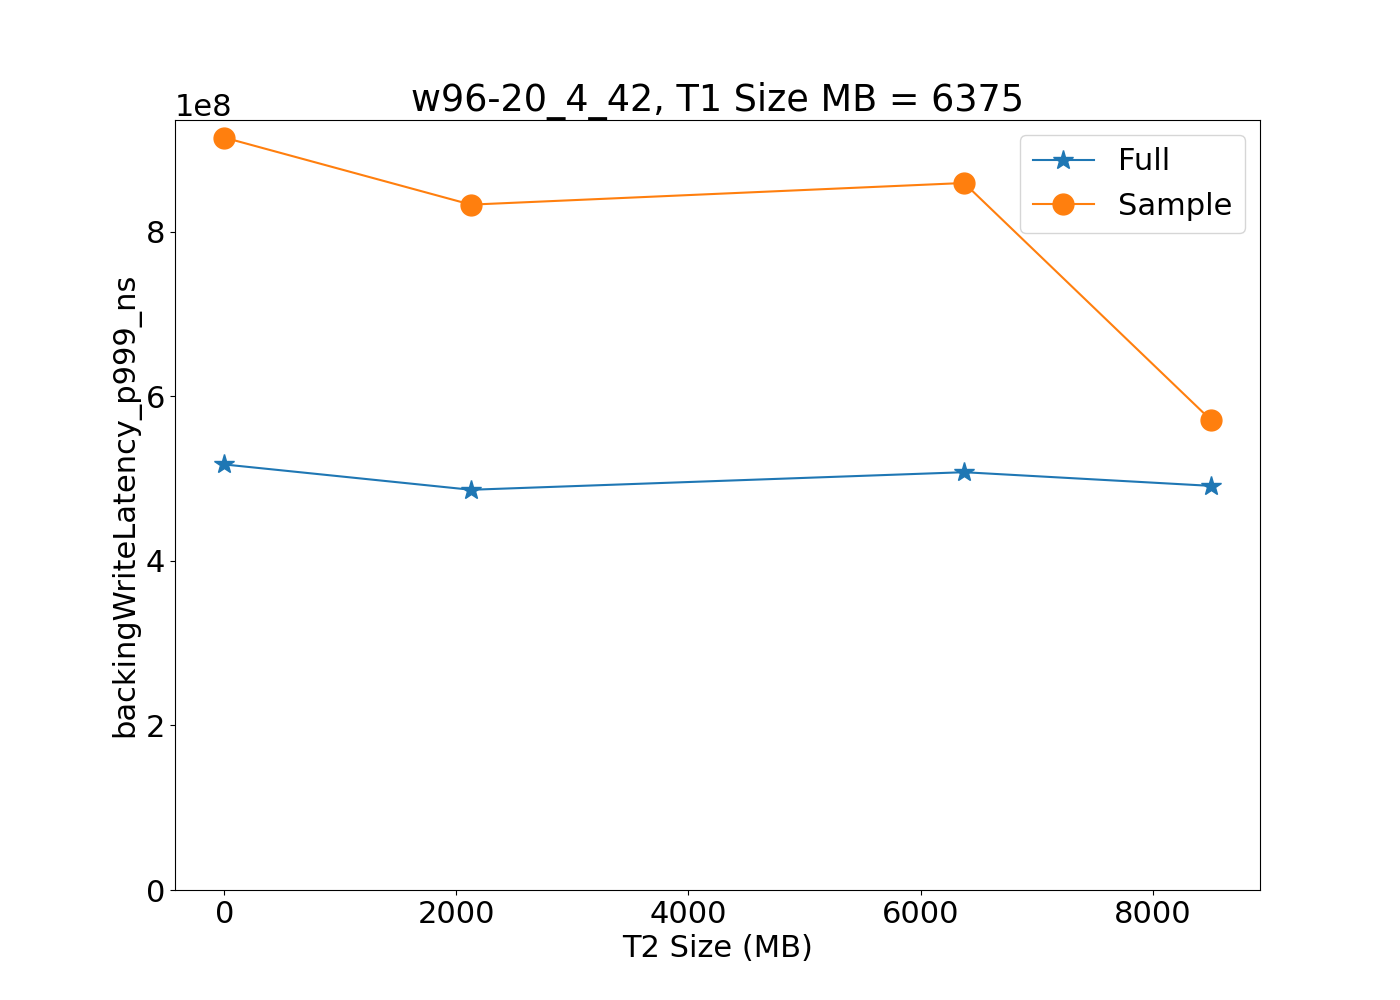 w96-20_4_42, T1 Size MB = 6375
1e8
Full
Sample
8
6
4
2
0
backingWriteLatency_p999_ns
0 2000 4000 6000 8000
T2 Size (MB)